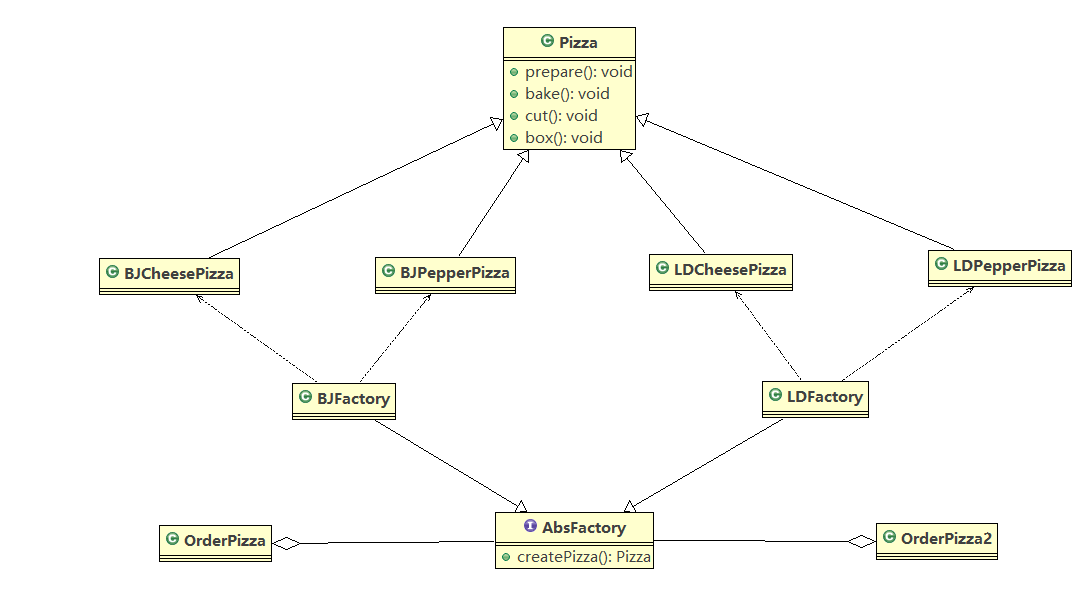 Pizza
prepare(): void
bake(): void
cut(): void
box(): void
BJCheesePizza
BJPepperPizza
LDCheesePizza
LDPepperPizza
BJFactory
LDFactory
OrderPizza
AbsFactory
createPizza(): Pizza
OrderPizza2